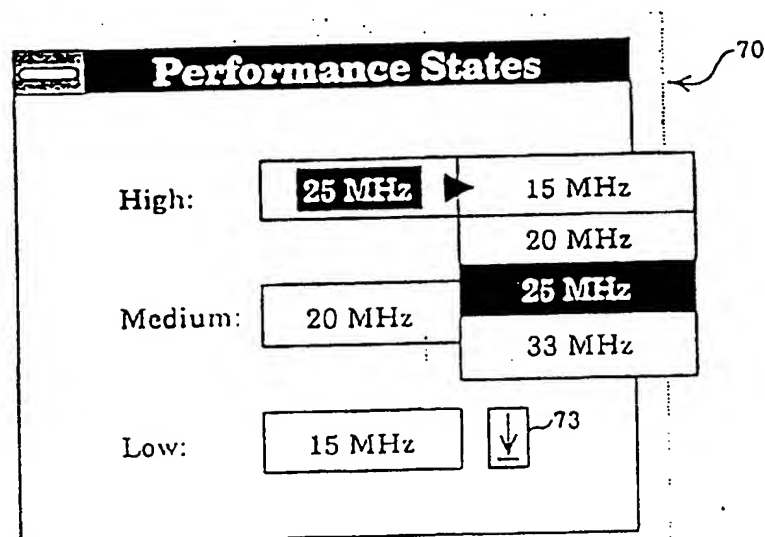 Performance States
70
High: 25 MHz 15 MHz
20 MHz
25 MHz
Medium: 20 MHz 33 MHz
Low: 15 MHz 73